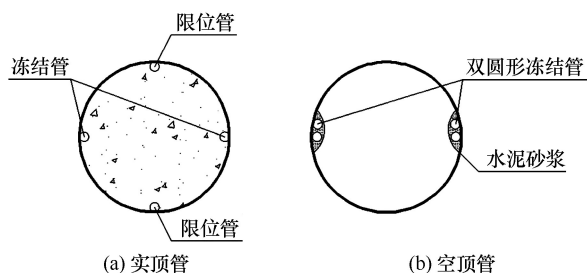 限位管
冻结管
限位管
(a) 实顶管
双圆形冻结管
水泥砂浆
(b) 空顶管